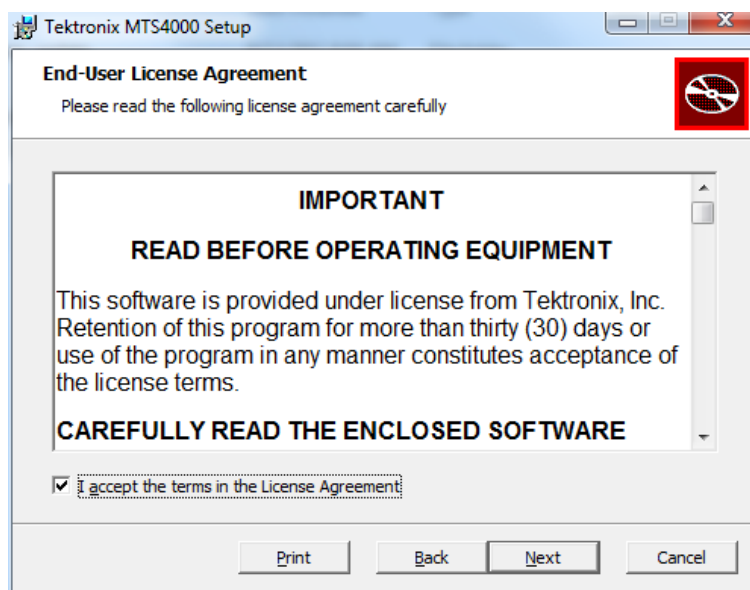 Tektronix MTS4000 Setup
End-User License Agreement
Please read the following license agreement carefully
IMPORTANT
READ BEFORE OPERATING EQUIPMENT
This software is provided under license from Tektronix, Inc.
Retention of this program for more than thirty (30) days or
use of the program in any manner constitutes acceptance of
the license terms.
CAREFULLY READ THE ENCLOSED SOFTWARE
I accept the terms in the License Agreement
Print Back Next Cancel